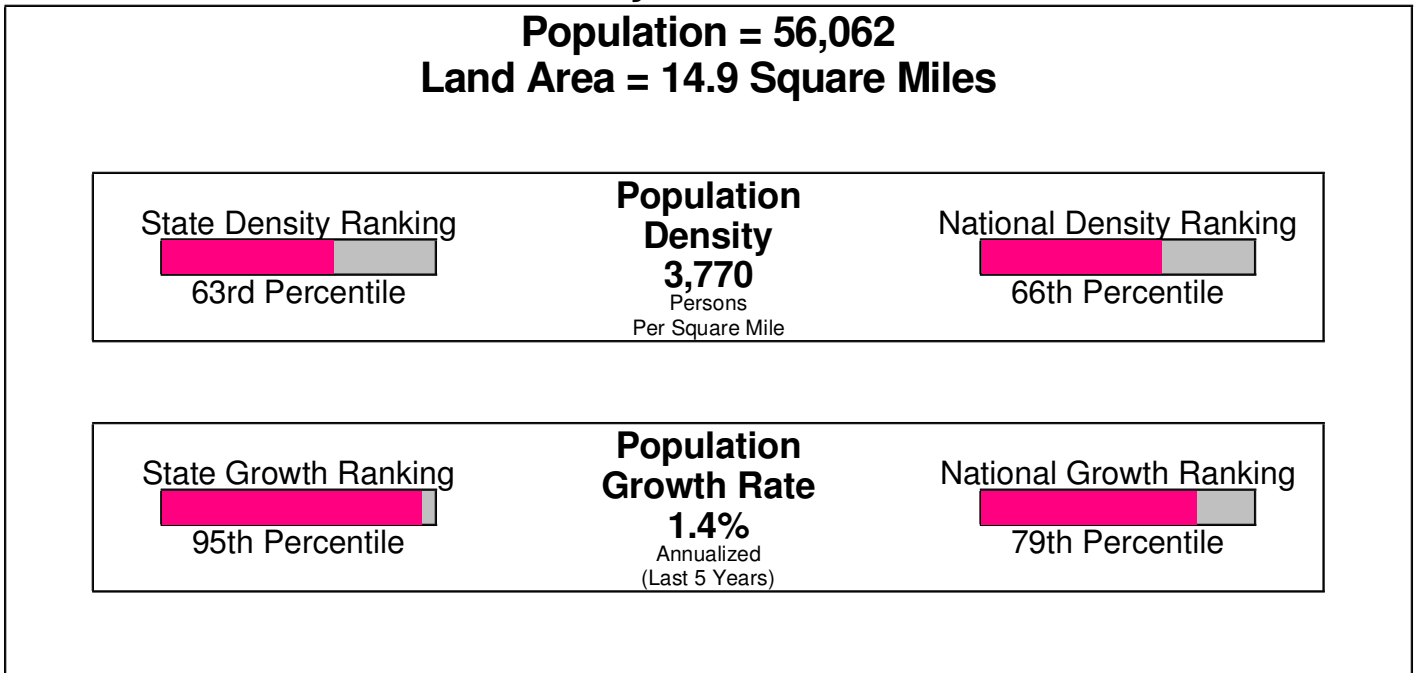 Population = 56,062
Land Area = 14.9 Square Miles
State Density Ranking
63rd Percentile
Population
Density
3,770
Persons
Per Square Mile
National Density Ranking
66th Percentile
State Growth Ranking
95th Percentile
Population
Growth Rate
1.4%
Annualized
(Last 5 Years)
National Growth Ranking
79th Percentile